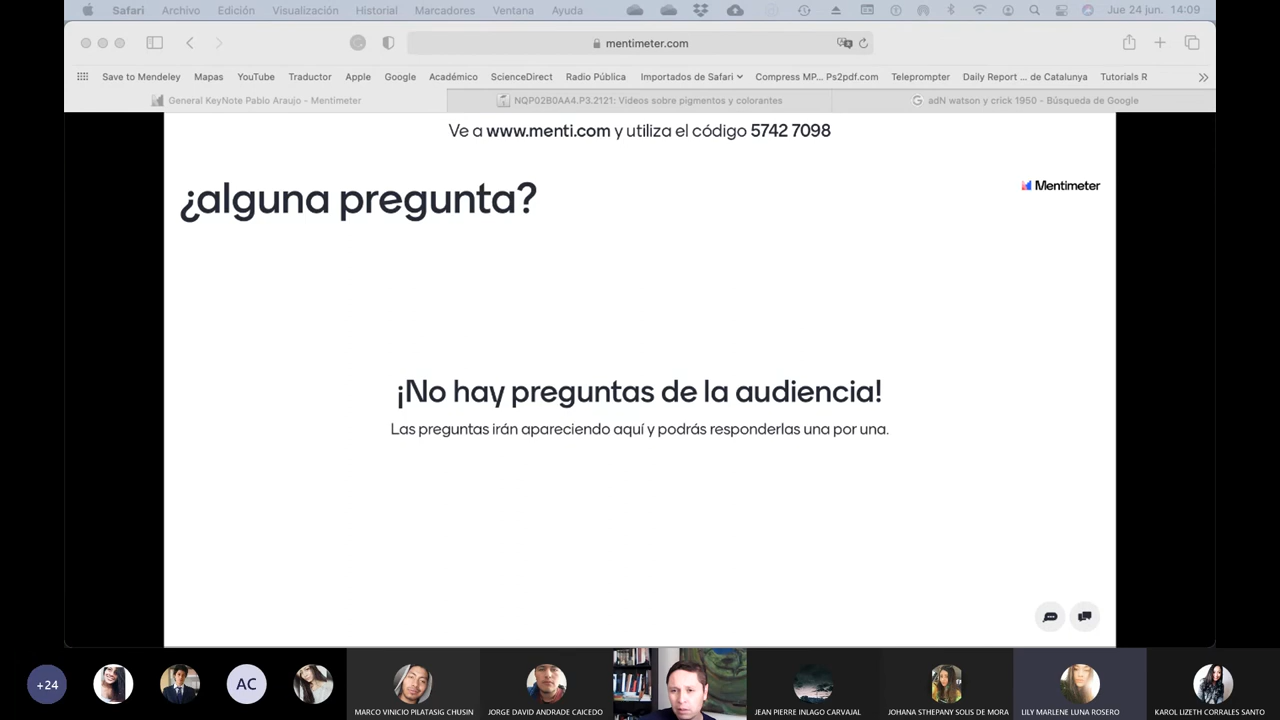 Safari Archivo Edición Visualización Historial Marcadores Ventana Ayuda Jue 24 jun. 14:09
mentimeter.com
Save to Mendeley Mapas YouTube Traductor Apple Google Académico ScienceDirect Radio Pública Importados de Safari Compress MP... Ps2pdf.com Teleprompter Daily Report ... de Catalunya Tutorials R
General KeyNote Pablo Araujo - Mentimeter NQP02B0AA4.P3.2121: Videos sobre pigmentos y colorantes adN watson y crick 1950 - Búsqueda de Google
Ve a www.menti.com y utiliza el código 5742 7098
¿alguna pregunta?
Mentimeter
¡No hay preguntas de la audiencia!
Las preguntas irán apareciendo aquí y podrás responderlas una por una.
+24 AC
MARCO VINICIO PILATASIG CHUSIN JORGE DAVID ANDRADE CAICEDO JEAN PIERRE INLAGO CARVAJAL JOHANA STHEPANY SOLIS DE MORA LILY MARLENE LUNA ROSERO KAROL LIZETH CORRALES SANTO